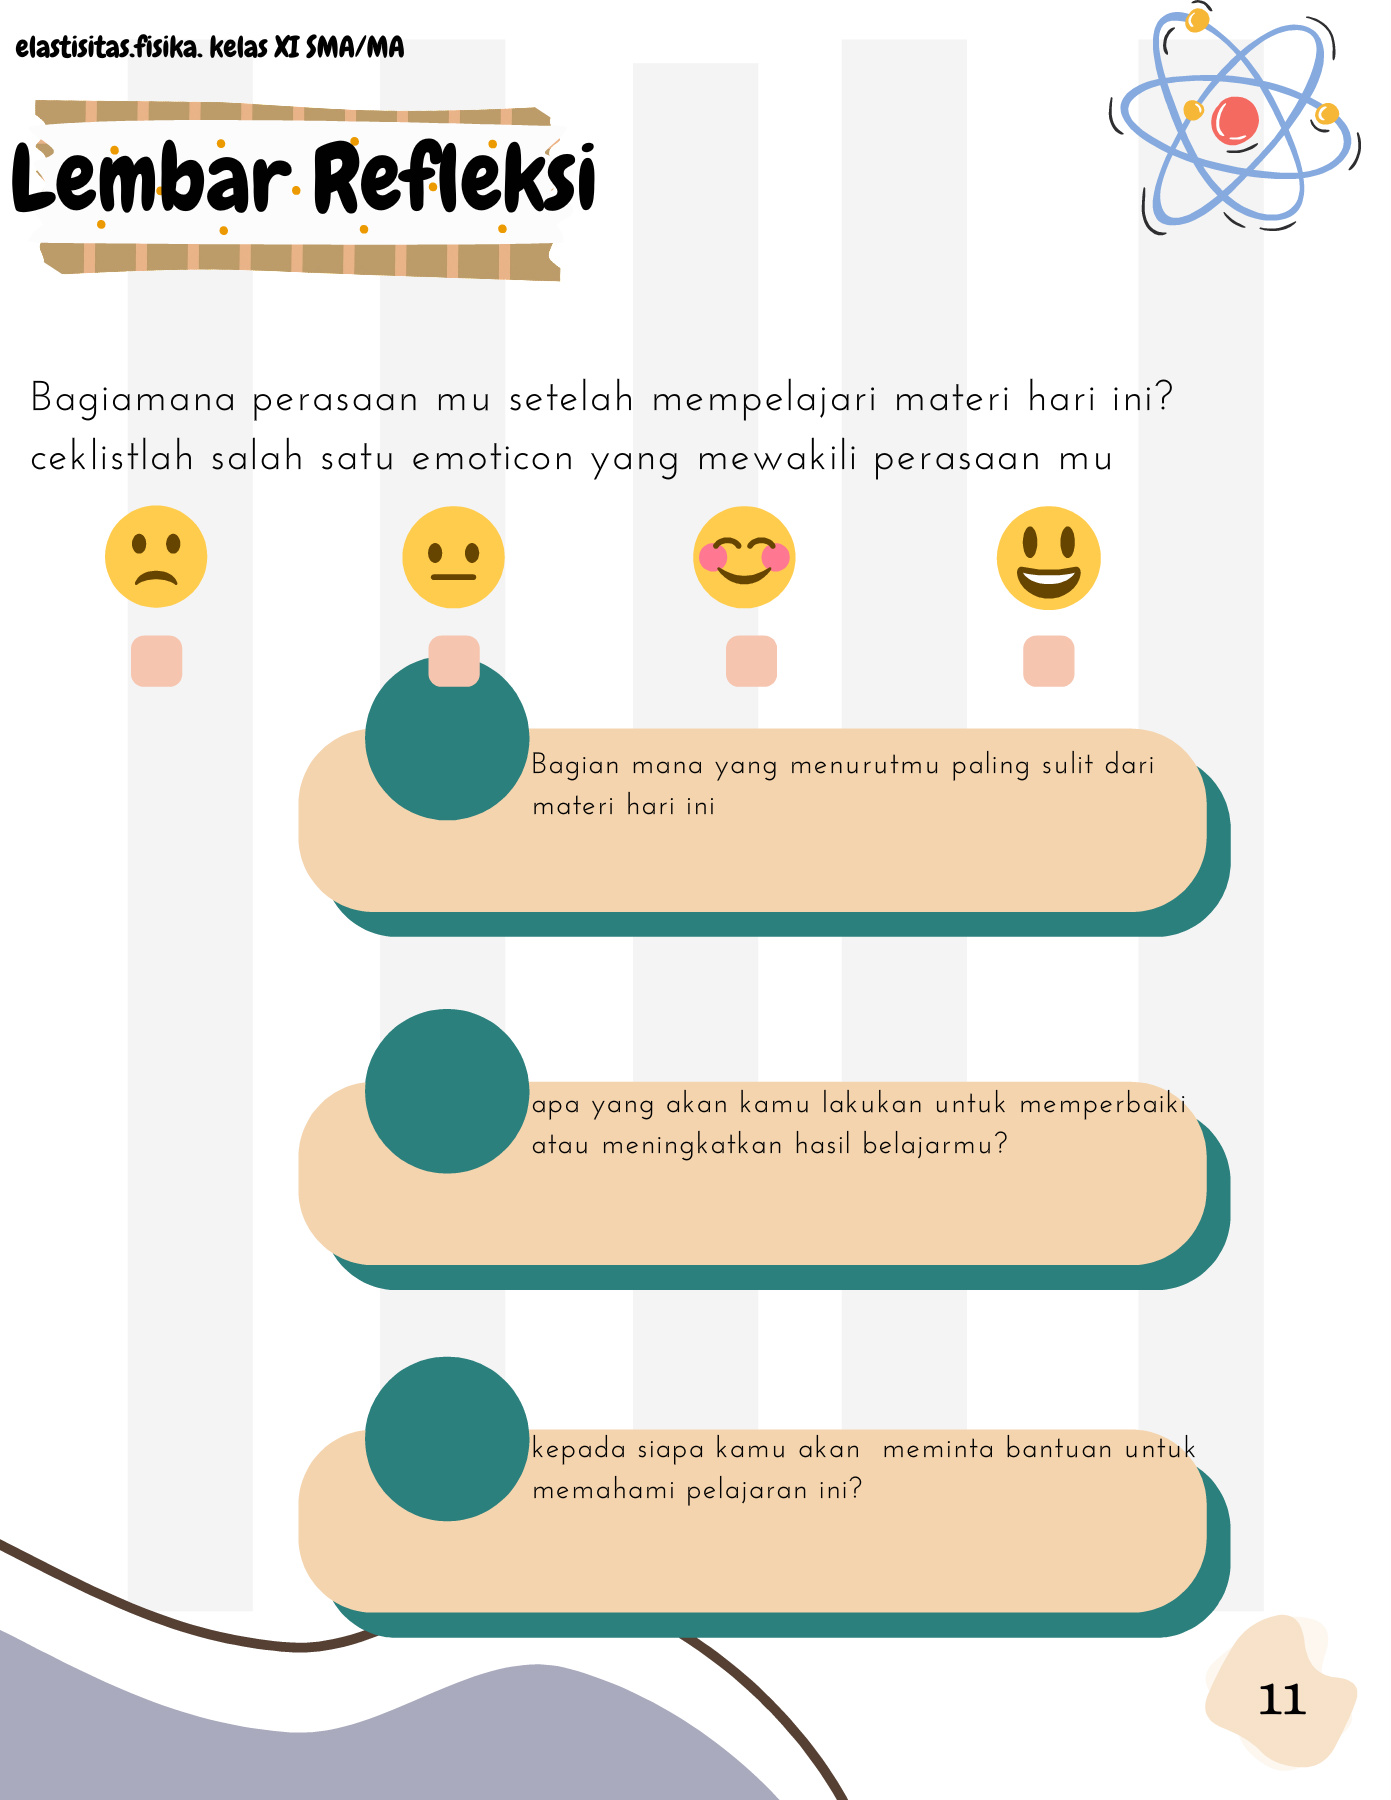 elastisitas.fisika. kelas XI SMA/MA
Lembar Refleksi
Bagiamana perasaan mu setelah mempelajari materi hari ini?
ceklistlah salah satu emoticon yang mewakili perasaan mu
Bagian mana yang menurutmu paling sulit dari
materi hari ini
apa yang akan kamu lakukan untuk memperbaiki
atau meningkatkan hasil belajarmu?
kepada siapa kamu akan  meminta bantuan untuk
memahami pelajaran ini?
11